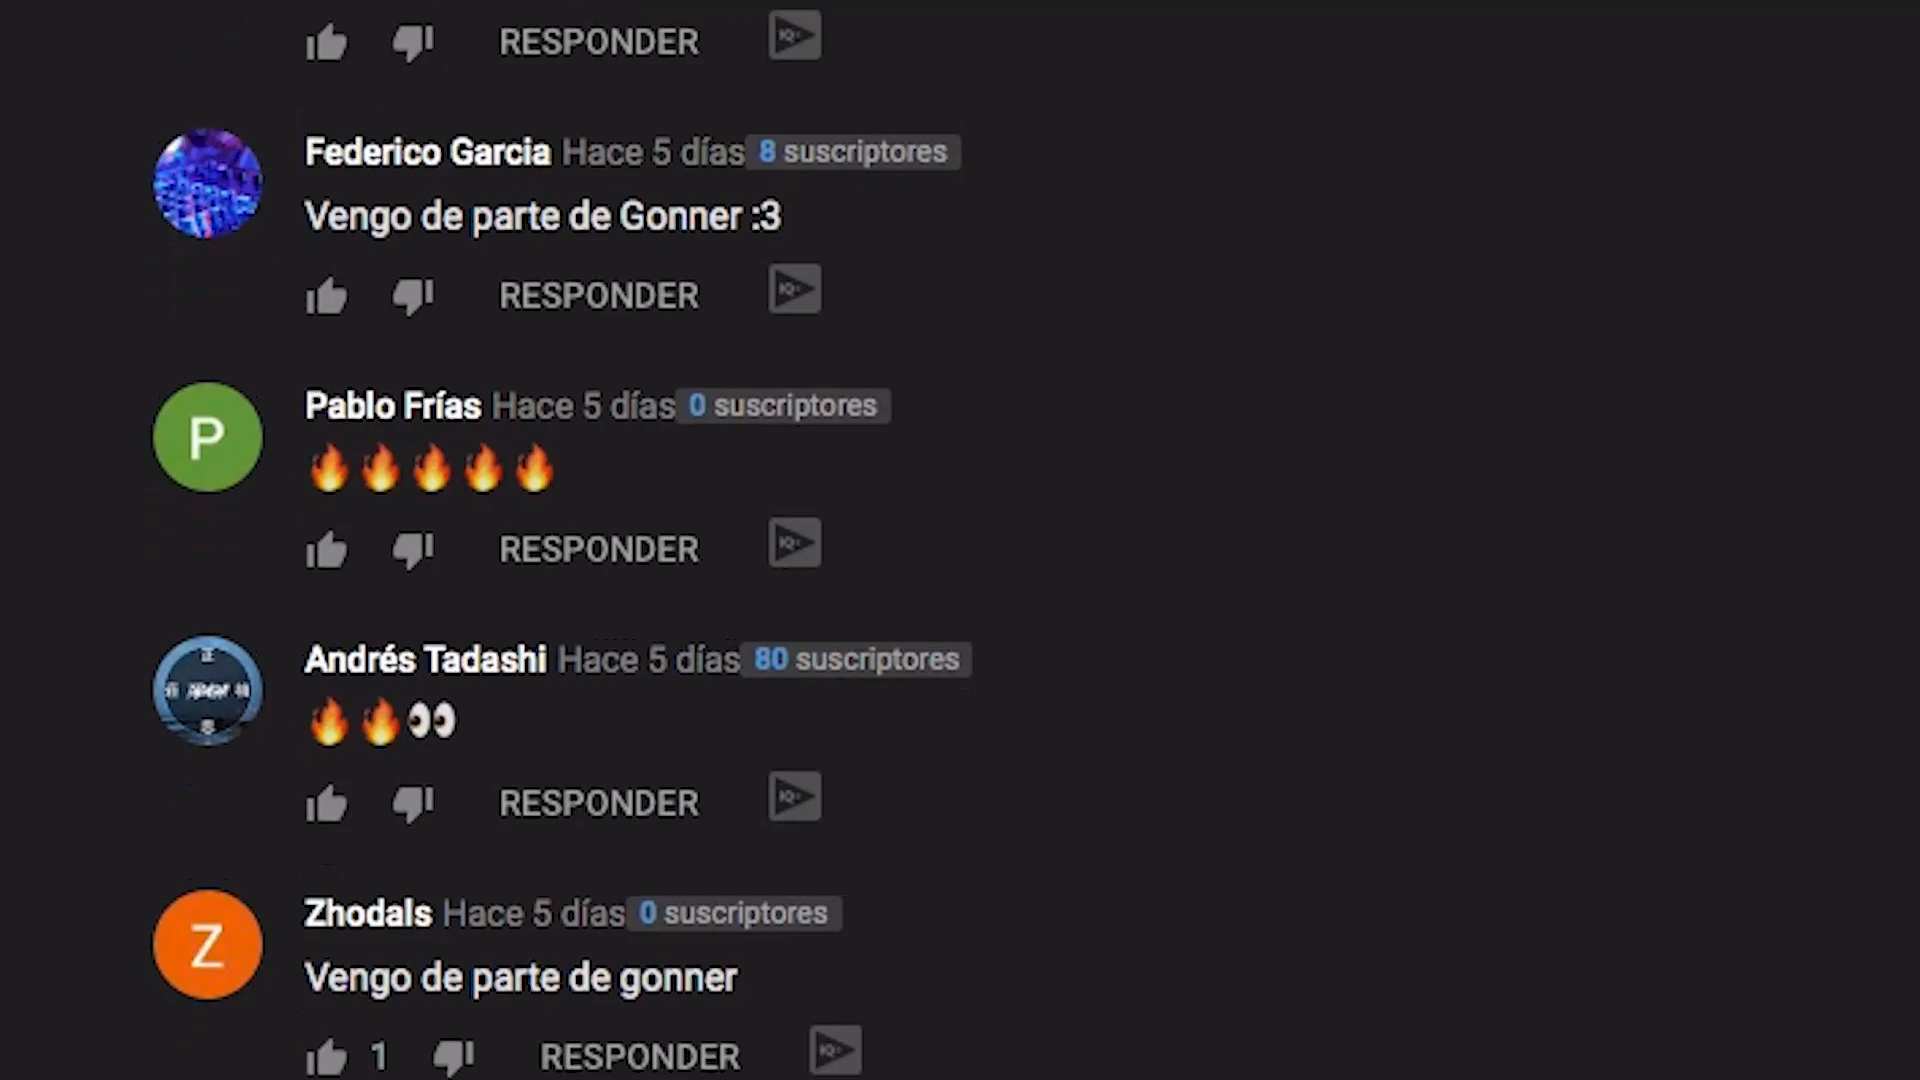 RESPONDER
Federico Garcia Hace 5 días 8 suscriptores
Vengo de parte de Gonner :3
RESPONDER
P
Pablo Frías Hace 5 días 0 suscriptores
🔥🔥🔥🔥🔥
RESPONDER
Andrés Tadashi Hace 5 días 80 suscriptores
🔥🔥👀
RESPONDER
Z
Zhodals Hace 5 días 0 suscriptores
Vengo de parte de gonner
1 RESPONDER